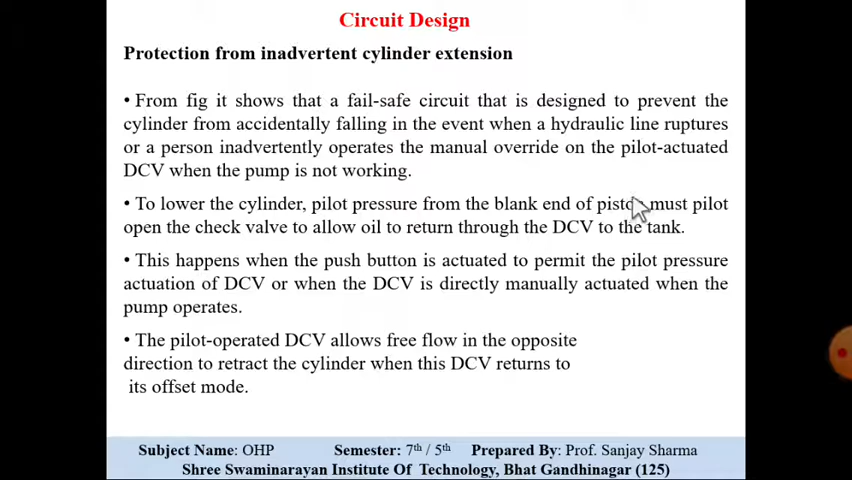 Circuit Design
Protection from inadvertent cylinder extension
• From fig it shows that a fail-safe circuit that is designed to prevent the
cylinder from accidentally falling in the event when a hydraulic line ruptures
or a person inadvertently operates the manual override on the pilot-actuated
DCV when the pump is not working.
• To lower the cylinder, pilot pressure from the blank end of piston must pilot
open the check valve to allow oil to return through the DCV to the tank.
• This happens when the push button is actuated to permit the pilot pressure
actuation of DCV or when the DCV is directly manually actuated when the
pump operates.
• The pilot-operated DCV allows free flow in the opposite
direction to retract the cylinder when this DCV returns to
its offset mode.
Subject Name: OHP Semester: 7th / 5th Prepared By: Prof. Sanjay Sharma
Shree Swaminarayan Institute Of Technology, Bhat Gandhinagar (125)